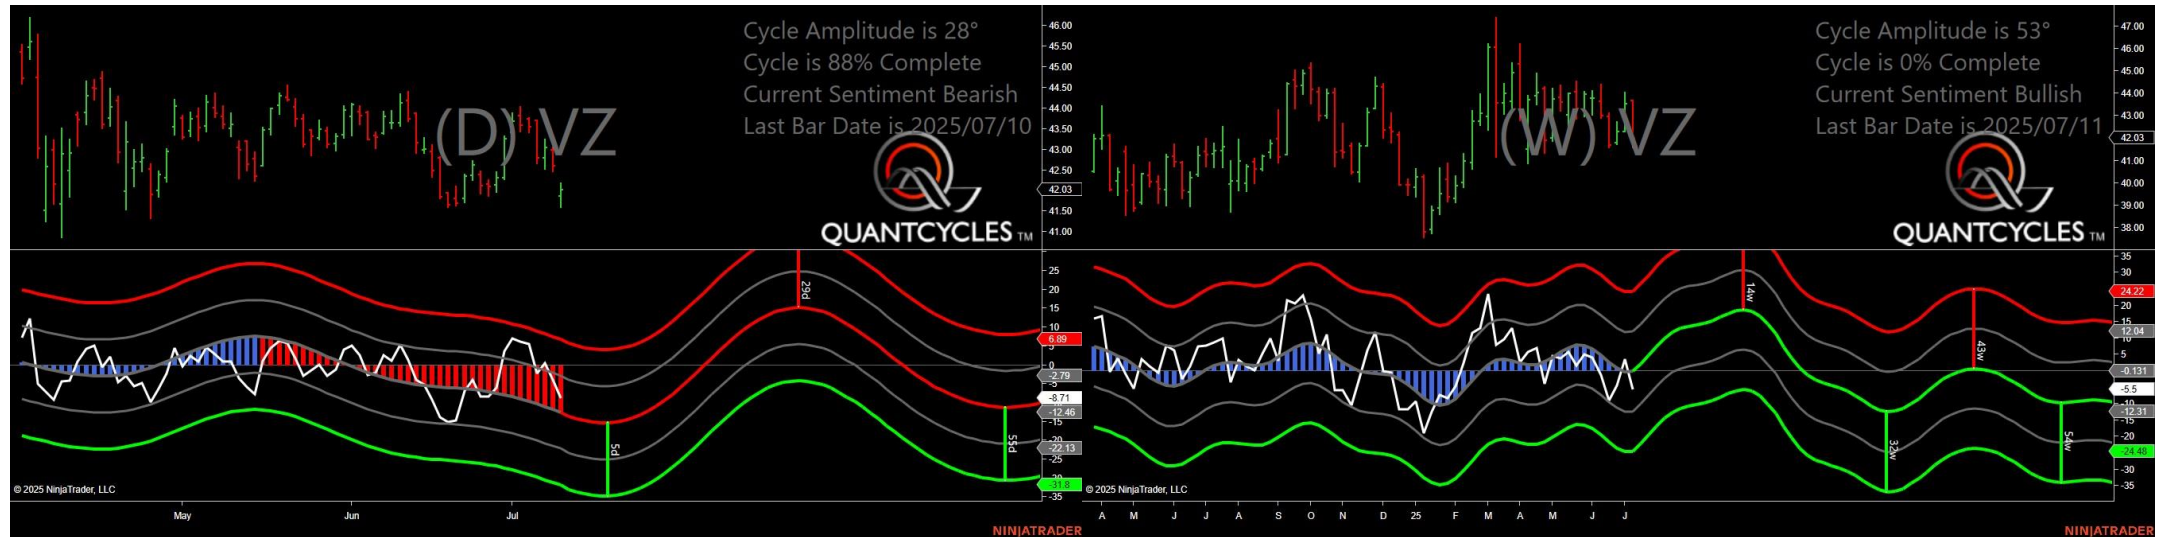 Cycle Amplitude is 28°
Cycle is 88% Complete
Current Sentiment Bearish
Last Bar Date is 2025/07/10
(D) VZ
QUANTCYCLES TM
46.00
45.50
45.00
44.50
44.00
43.50
43.00
42.50
42.03
41.50
41.00
25
20
15
10
6.89
5
0
-2.79
-5
-8.71
-12.46
-15
-20
-22.13
-25
-31.8
-35
29d
5d
55d
© 2025 NinjaTrader, LLC
May Jun Jul
NINJATRADER
Cycle Amplitude is 53°
Cycle is 0% Complete
Current Sentiment Bullish
Last Bar Date is 2025/07/11
(W) VZ
QUANTCYCLES TM
47.00
46.00
45.00
44.00
43.00
42.03
41.00
40.00
39.00
38.00
35
30
24.22
20
15
12.04
10
5
-0.131
-5.5
-10
-12.31
-15
-20
-24.48
-30
-35
14w
43w
32w
54w
© 2025 NinjaTrader, LLC
A M J J A S O N D 25 F M A M J J
NINJATRADER